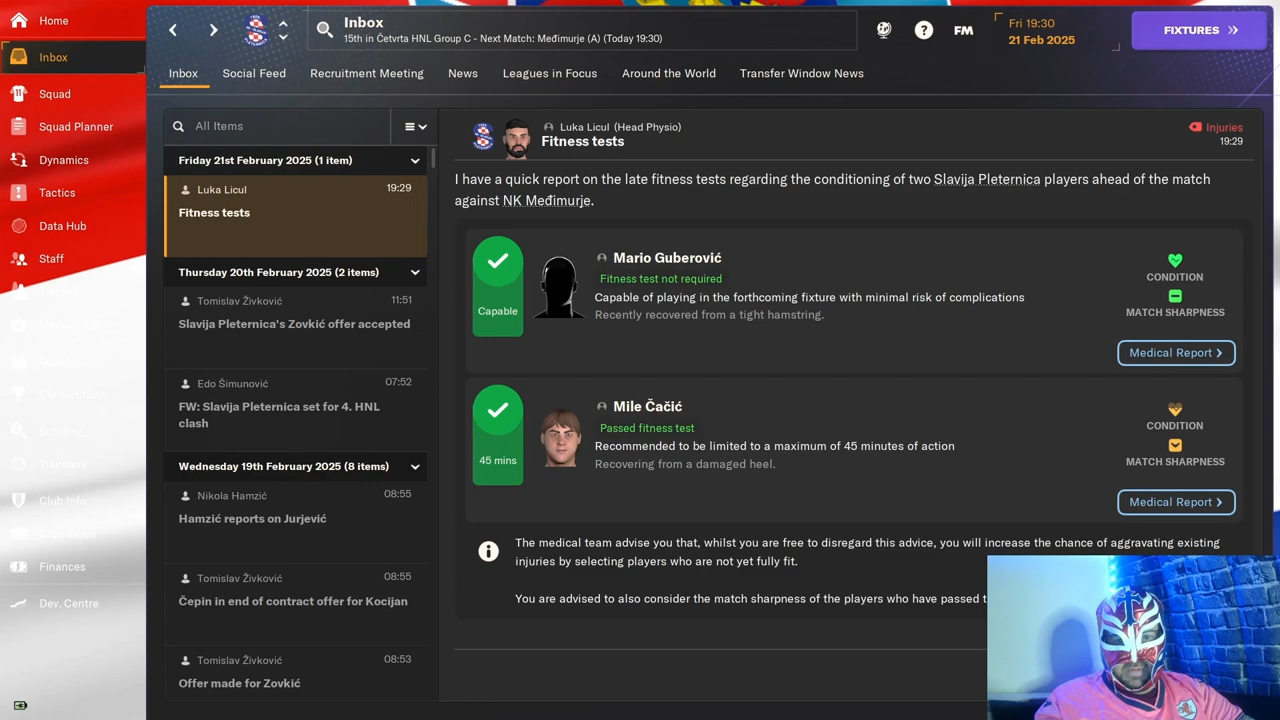 Home
Inbox
Squad
Squad Planner
Dynamics
Tactics
Data Hub
Staff
Scouting
Transfers
Club Info
Club Vision
Finances
Dev. Centre
Inbox
15th in Četvrta HNL Group C - Next Match: Međimurje (A) (Today 19:30)
FM
Fri 19:30
21 Feb 2025
FIXTURES
Inbox
Social Feed
Recruitment Meeting
News
Leagues in Focus
Around the World
Transfer Window News
All Items
Friday 21st February 2025 (1 item)
Luka Licul 19:29
Fitness tests
Thursday 20th February 2025 (2 items)
Tomislav Živković 11:51
Slavija Pleternica's Zovkić offer accepted
Edo Šimunović 07:52
FW: Slavija Pleternica set for 4. HNL
clash
Wednesday 19th February 2025 (8 items)
Nikola Hamzić 08:55
Hamzić reports on Jurjević
Tomislav Živković 08:55
Čepin in end of contract offer for Kocijan
Tomislav Živković 08:53
Offer made for Zovkić
Luka Licul (Head Physio)
Fitness tests
Injuries
19:29
I have a quick report on the late fitness tests regarding the conditioning of two Slavija Pleternica players ahead of the match
against NK Međimurje.
Capable
Mario Guberović
Fitness test not required
Capable of playing in the forthcoming fixture with minimal risk of complications
Recently recovered from a tight hamstring.
CONDITION
MATCH SHARPNESS
Medical Report
45 mins
Mile Čačić
Passed fitness test
Recommended to be limited to a maximum of 45 minutes of action
Recovering from a damaged heel.
CONDITION
MATCH SHARPNESS
Medical Report
The medical team advise you that, whilst you are free to disregard this advice, you will increase the chance of aggravating existing
injuries by selecting players who are not yet fully fit.
You are advised to also consider the match sharpness of the players who have passed